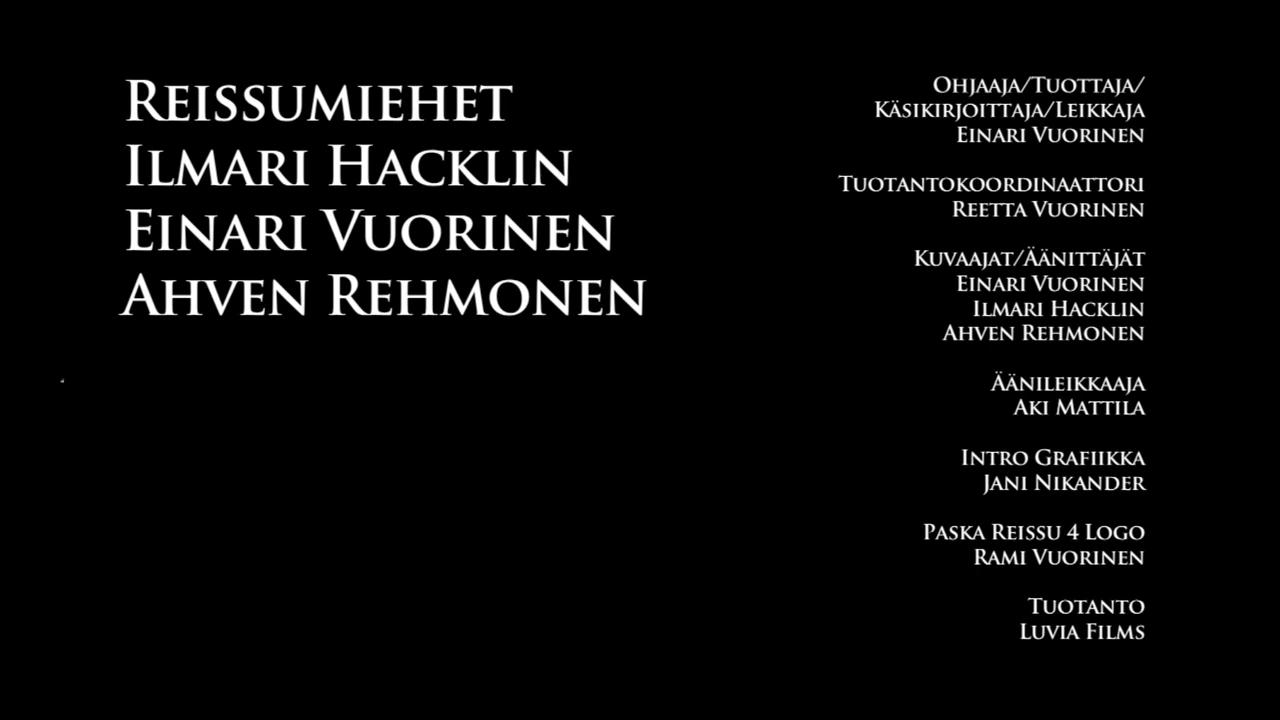 Reissumiehet
Ilmari Hacklin
Einari Vuorinen
Ahven Rehmonen
Ohjaaja/Tuottaja/
Käsikirjoittaja/Leikkaja
Einari Vuorinen
Tuotantokoordinaattori
Reetta Vuorinen
Kuvaajat/Äänittäjät
Einari Vuorinen
Ilmari Hacklin
Ahven Rehmonen
Äänileikkaaja
Aki Mattila
Intro Grafiikka
Jani Nikander
Paska Reissu 4 Logo
Rami Vuorinen
Tuotanto
Luvia Films